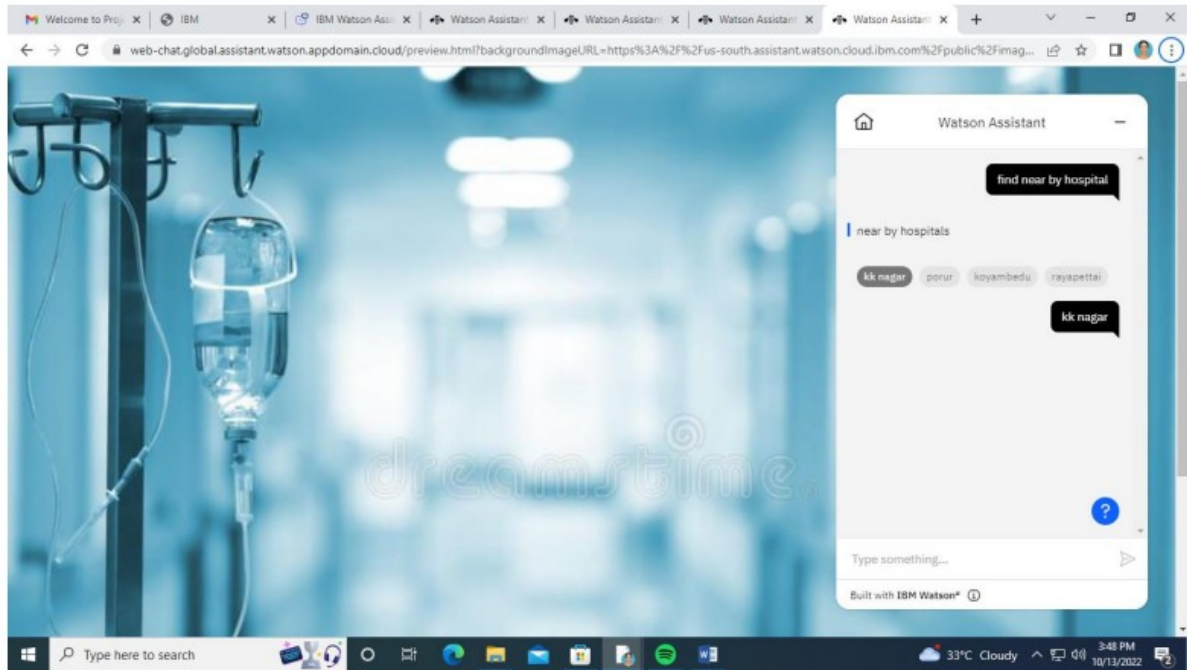 Welcome to Proj
IBM
IBM Watson Assi
Watson Assistant
Watson Assistant
Watson Assistant
Watson Assistant
web-chat.global.assistant.watson.appdomain.cloud/preview.html?backgroundImageURL=https%3A%2F%2Fus-south.assistant.watson.cloud.ibm.com%2Fpublic%2Fimag...
Watson Assistant
find near by hospital
near by hospitals
kk nagar porur koyambedu rayapettai
kk nagar
dreamstime
?
Type something...
Built with IBM Watson®
Type here to search
33°C Cloudy
3:48 PM
10/13/2022
2